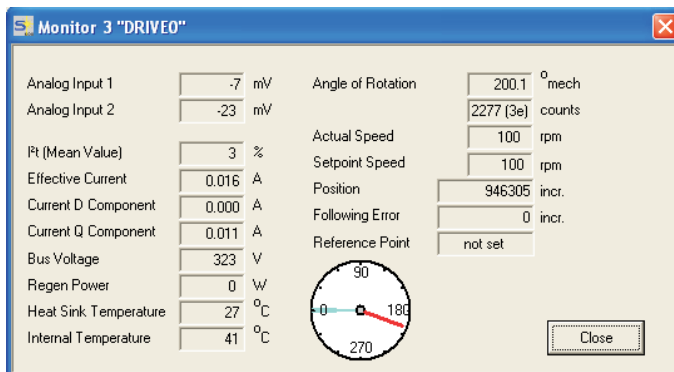 S Monitor 3 "DRIVE0"
Analog Input 1 -7 mV
Analog Input 2 -23 mV
I²t (Mean Value) 3 %
Effective Current 0.016 A
Current D Component 0.000 A
Current Q Component 0.011 A
Bus Voltage 323 V
Regen Power 0 W
Heat Sink Temperature 27 °C
Internal Temperature 41 °C
Angle of Rotation 200.1 °mech
2277 (3e) counts
Actual Speed 100 rpm
Setpoint Speed 100 rpm
Position 946305 incr.
Following Error 0 incr.
Reference Point not set
90
0 180
270
Close